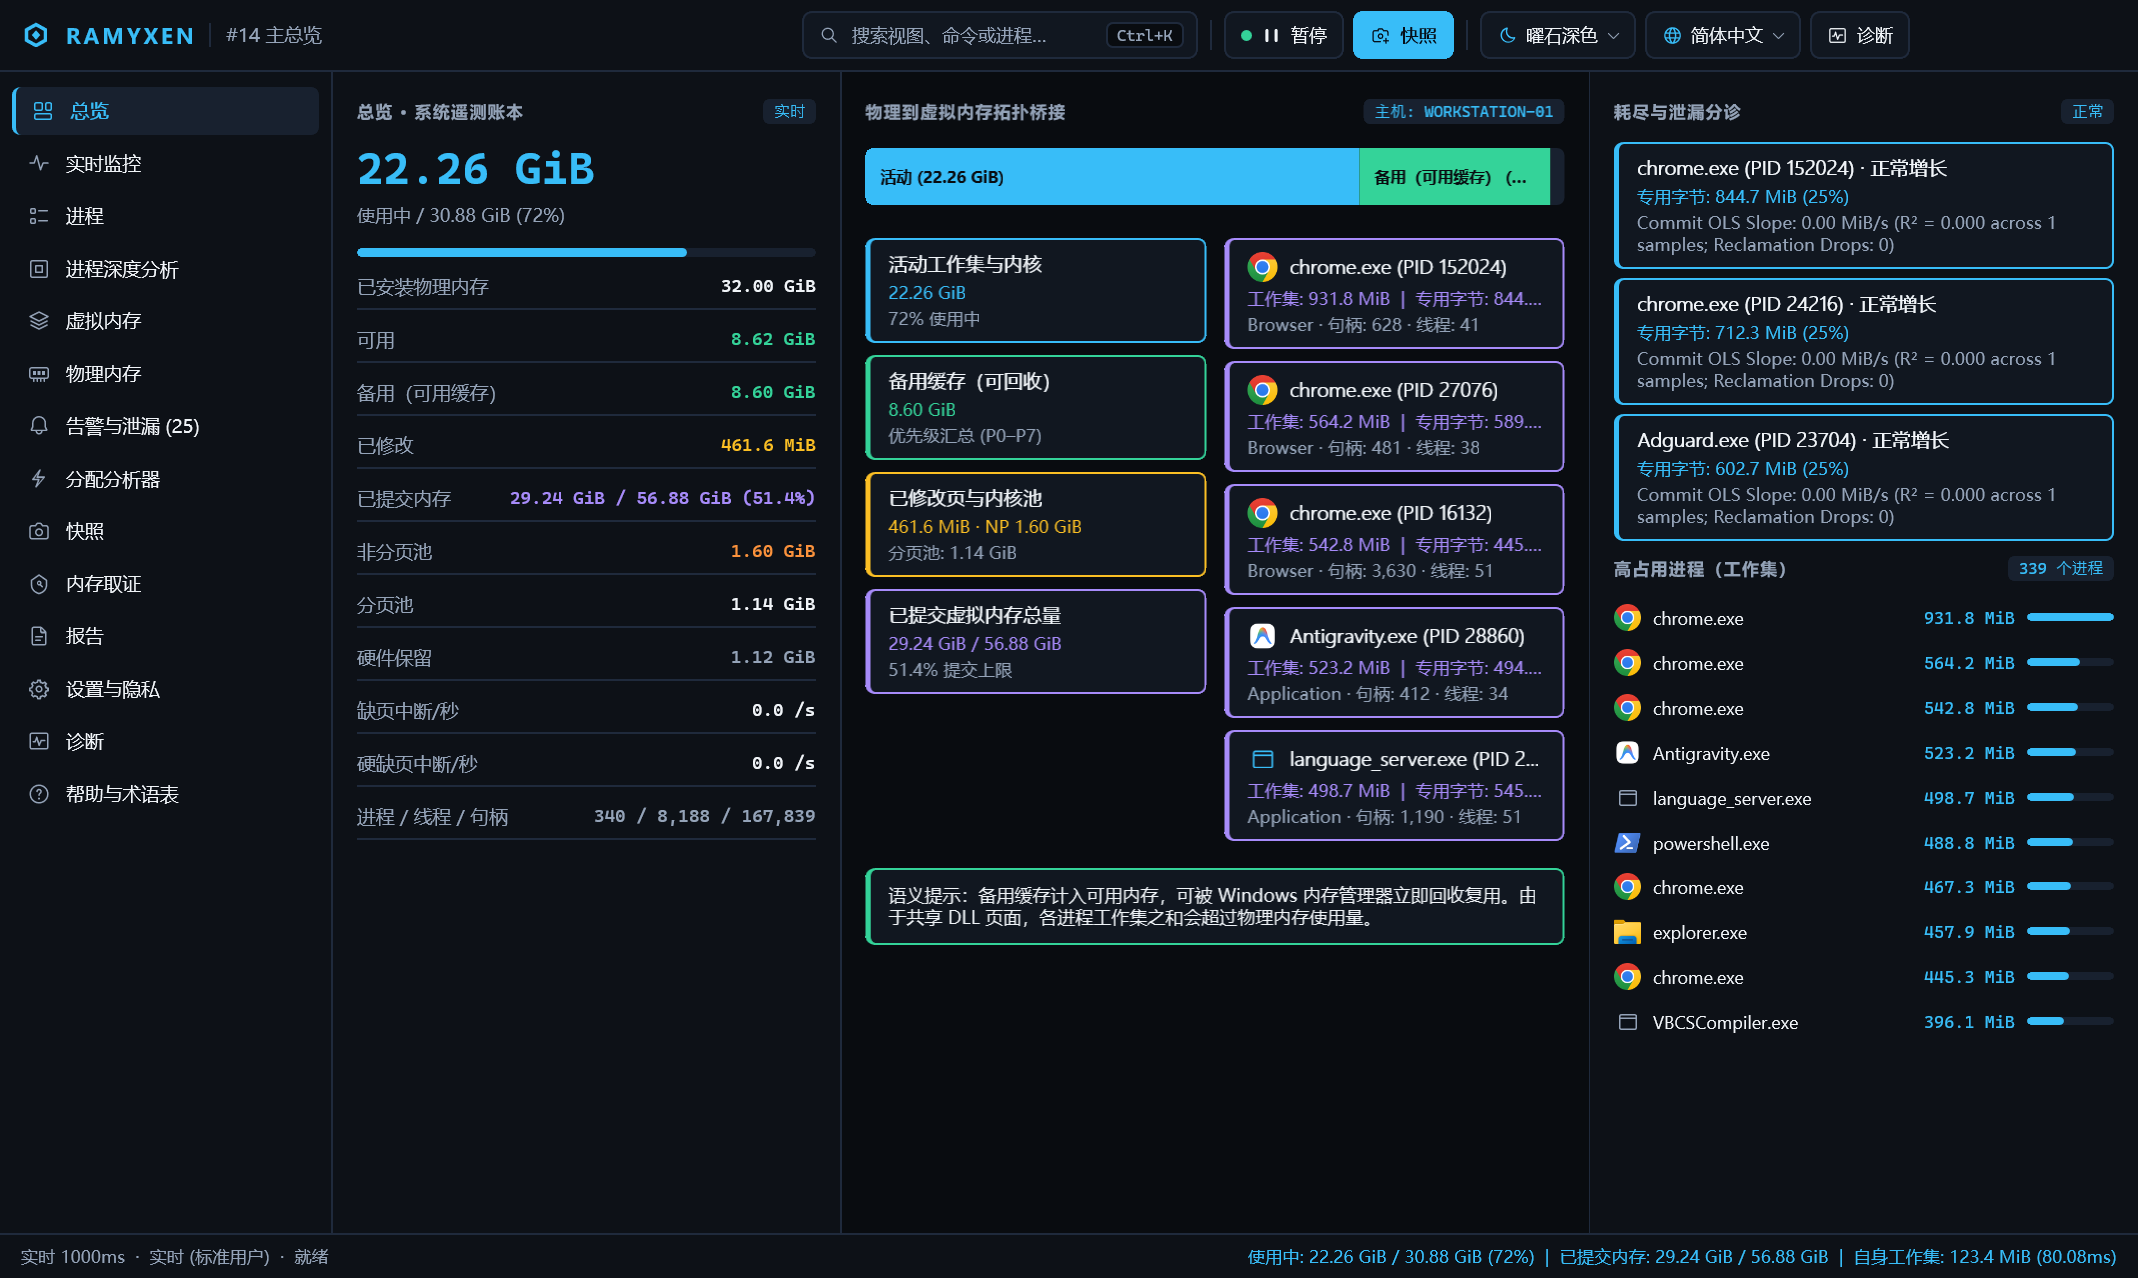 RAMYXEN
#14 主总览
搜索视图、命令或进程...
Ctrl+K
暂停
快照
曜石深色
简体中文
诊断
总览
实时监控
进程
进程深度分析
虚拟内存
物理内存
告警与泄漏 (25)
分配分析器
快照
内存取证
报告
设置与隐私
诊断
帮助与术语表
总览 • 系统遥测账本
实时
22.26 GiB
使用中 / 30.88 GiB (72%)
已安装物理内存 32.00 GiB
可用 8.62 GiB
备用（可用缓存） 8.60 GiB
已修改 461.6 MiB
已提交内存 29.24 GiB / 56.88 GiB (51.4%)
非分页池 1.60 GiB
分页池 1.14 GiB
硬件保留 1.12 GiB
缺页中断/秒 0.0 /s
硬缺页中断/秒 0.0 /s
进程 / 线程 / 句柄 340 / 8,188 / 167,839
物理到虚拟内存拓扑桥接
主机: WORKSTATION-01
活动 (22.26 GiB)
备用（可用缓存） (...
活动工作集与内核
22.26 GiB
72% 使用中
备用缓存（可回收）
8.60 GiB
优先级汇总 (P0–P7)
已修改页与内核池
461.6 MiB · NP 1.60 GiB
分页池: 1.14 GiB
已提交虚拟内存总量
29.24 GiB / 56.88 GiB
51.4% 提交上限
chrome.exe (PID 152024)
工作集: 931.8 MiB | 专用字节: 844....
Browser · 句柄: 628 · 线程: 41
chrome.exe (PID 27076)
工作集: 564.2 MiB | 专用字节: 589....
Browser · 句柄: 481 · 线程: 38
chrome.exe (PID 16132)
工作集: 542.8 MiB | 专用字节: 445....
Browser · 句柄: 3,630 · 线程: 51
Antigravity.exe (PID 28860)
工作集: 523.2 MiB | 专用字节: 494....
Application · 句柄: 412 · 线程: 34
language_server.exe (PID 2...
工作集: 498.7 MiB | 专用字节: 545....
Application · 句柄: 1,190 · 线程: 51
语义提示：备用缓存计入可用内存，可被 Windows 内存管理器立即回收复用。由
于共享 DLL 页面，各进程工作集之和会超过物理内存使用量。
耗尽与泄漏分诊
正常
chrome.exe (PID 152024) · 正常增长
专用字节: 844.7 MiB (25%)
Commit OLS Slope: 0.00 MiB/s (R² = 0.000 across 1
samples; Reclamation Drops: 0)
chrome.exe (PID 24216) · 正常增长
专用字节: 712.3 MiB (25%)
Commit OLS Slope: 0.00 MiB/s (R² = 0.000 across 1
samples; Reclamation Drops: 0)
Adguard.exe (PID 23704) · 正常增长
专用字节: 602.7 MiB (25%)
Commit OLS Slope: 0.00 MiB/s (R² = 0.000 across 1
samples; Reclamation Drops: 0)
高占用进程（工作集）
339 个进程
chrome.exe 931.8 MiB
chrome.exe 564.2 MiB
chrome.exe 542.8 MiB
Antigravity.exe 523.2 MiB
language_server.exe 498.7 MiB
powershell.exe 488.8 MiB
chrome.exe 467.3 MiB
explorer.exe 457.9 MiB
chrome.exe 445.3 MiB
VBCSCompiler.exe 396.1 MiB
实时 1000ms · 实时 (标准用户) · 就绪
使用中: 22.26 GiB / 30.88 GiB (72%) | 已提交内存: 29.24 GiB / 56.88 GiB | 自身工作集: 123.4 MiB (80.08ms)